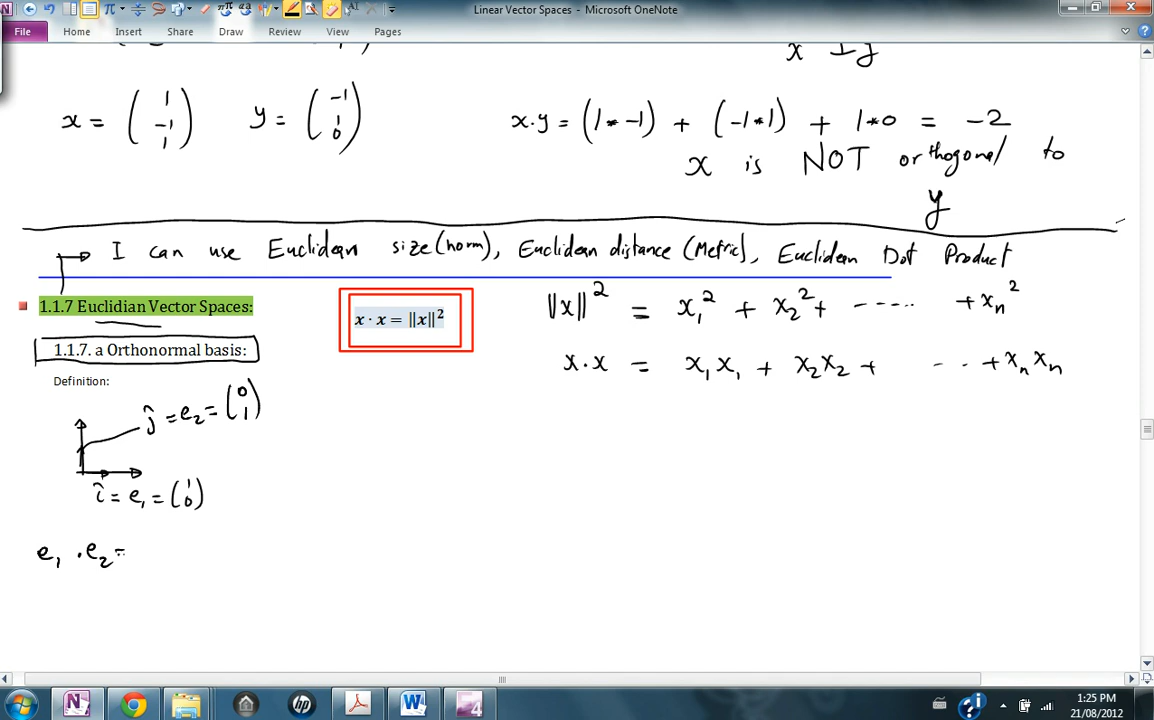 Linear Vector Spaces - Microsoft OneNote
File Home Insert Share Draw Review View Pages
x ⊥ y
x = (1 -1 1) y = (-1 1 0) x.y = (1*-1) + (-1*1) + 1*0 = -2
x is NOT orthogonal to
y
I can use Euclidean size(norm), Euclidean distance (Metric), Euclidean Dot Product
1.1.7 Euclidian Vector Spaces:
x · x = ‖x‖²
‖x‖² = x₁² + x₂² + ----.. + xn²
1.1.7. a Orthonormal basis:
x.x = x₁x₁ + x₂x₂ + - .. + xn xn
Definition:
ĵ = e₂ = (0 1)
î = e₁ = (1 0)
e₁ . e₂ =
1:25 PM
21/08/2012